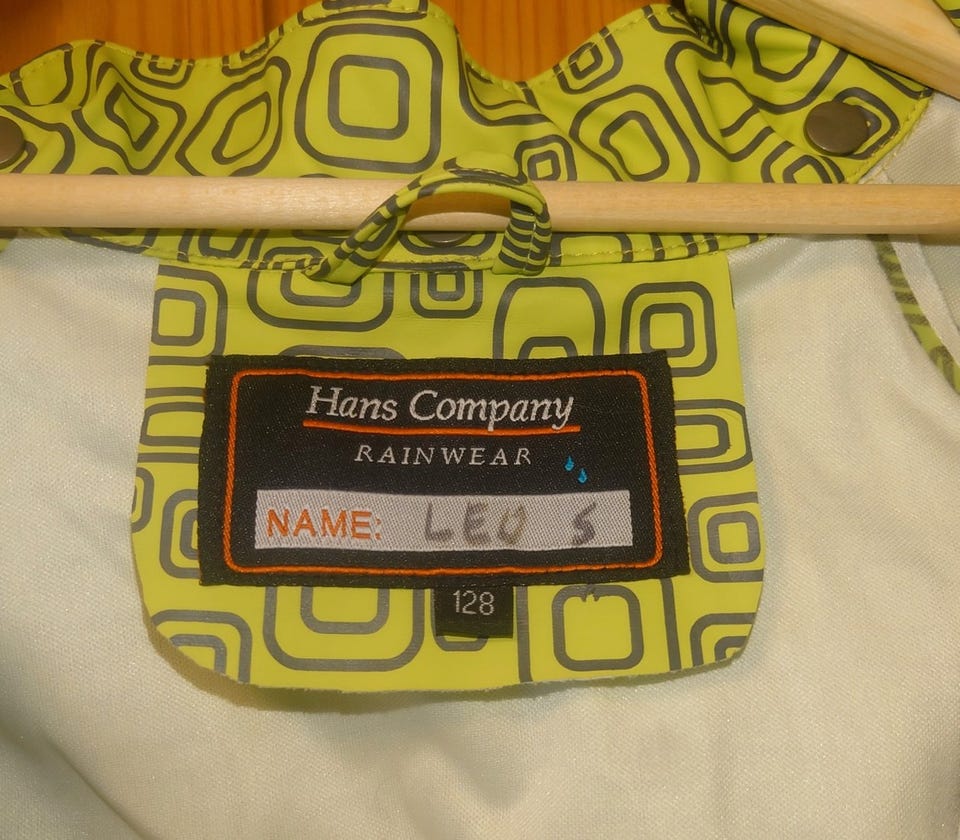 Hans Company
RAINWEAR
NAME: LEO S
128